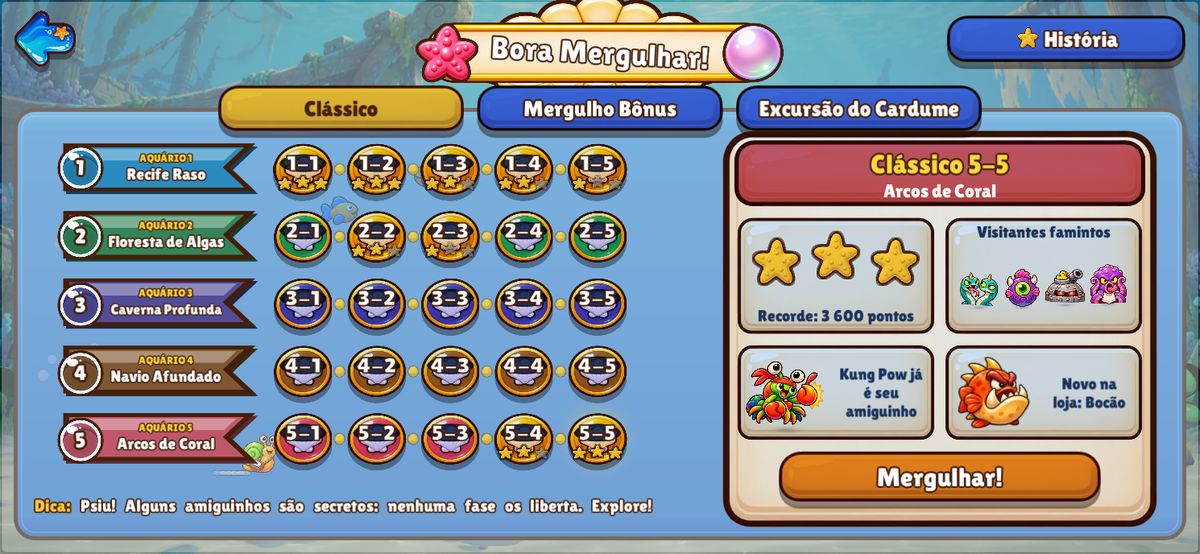 Bora Mergulhar!
História
Clássico
Mergulho Bônus
Excursão do Cardume
1
AQUÁRIO 1
Recife Raso
1-1
1-2
1-3
1-4
1-5
2
AQUÁRIO 2
Floresta de Algas
2-1
2-2
2-3
2-4
2-5
3
AQUÁRIO 3
Caverna Profunda
3-1
3-2
3-3
3-4
3-5
4
AQUÁRIO 4
Navio Afundado
4-1
4-2
4-3
4-4
4-5
5
AQUÁRIO 5
Arcos de Coral
5-1
5-2
5-3
5-4
5-5
Dica: Psiu! Alguns amiguinhos são secretos: nenhuma fase os liberta. Explore!
Clássico 5-5
Arcos de Coral
Recorde: 3 600 pontos
Visitantes famintos
Kung Pow já
é seu
amiguinho
Novo na
loja: Bocão
Mergulhar!